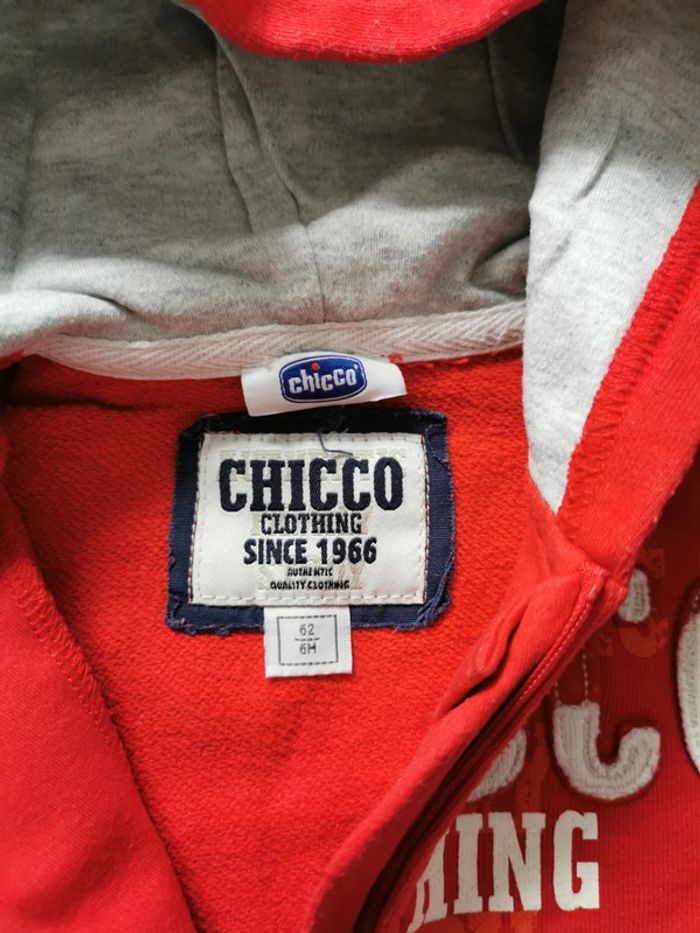 chicco
CHICCO
CLOTHING
SINCE 1966
AUTHENTIC
QUALITY CLOTHING
62
6M
HING